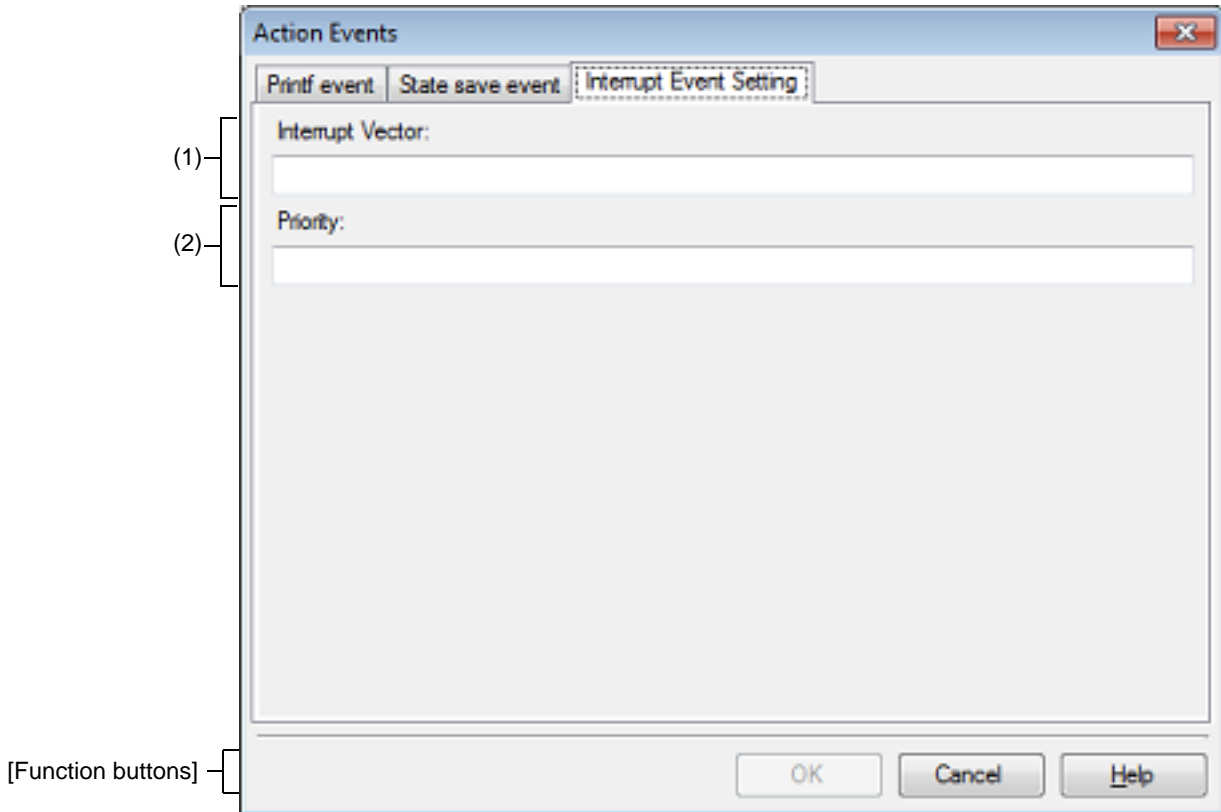 Action Events
Printf event State save event Interrupt Event Setting
(1)
Interrupt Vector:
(2)
Priority:
[Function buttons]
OK Cancel Help